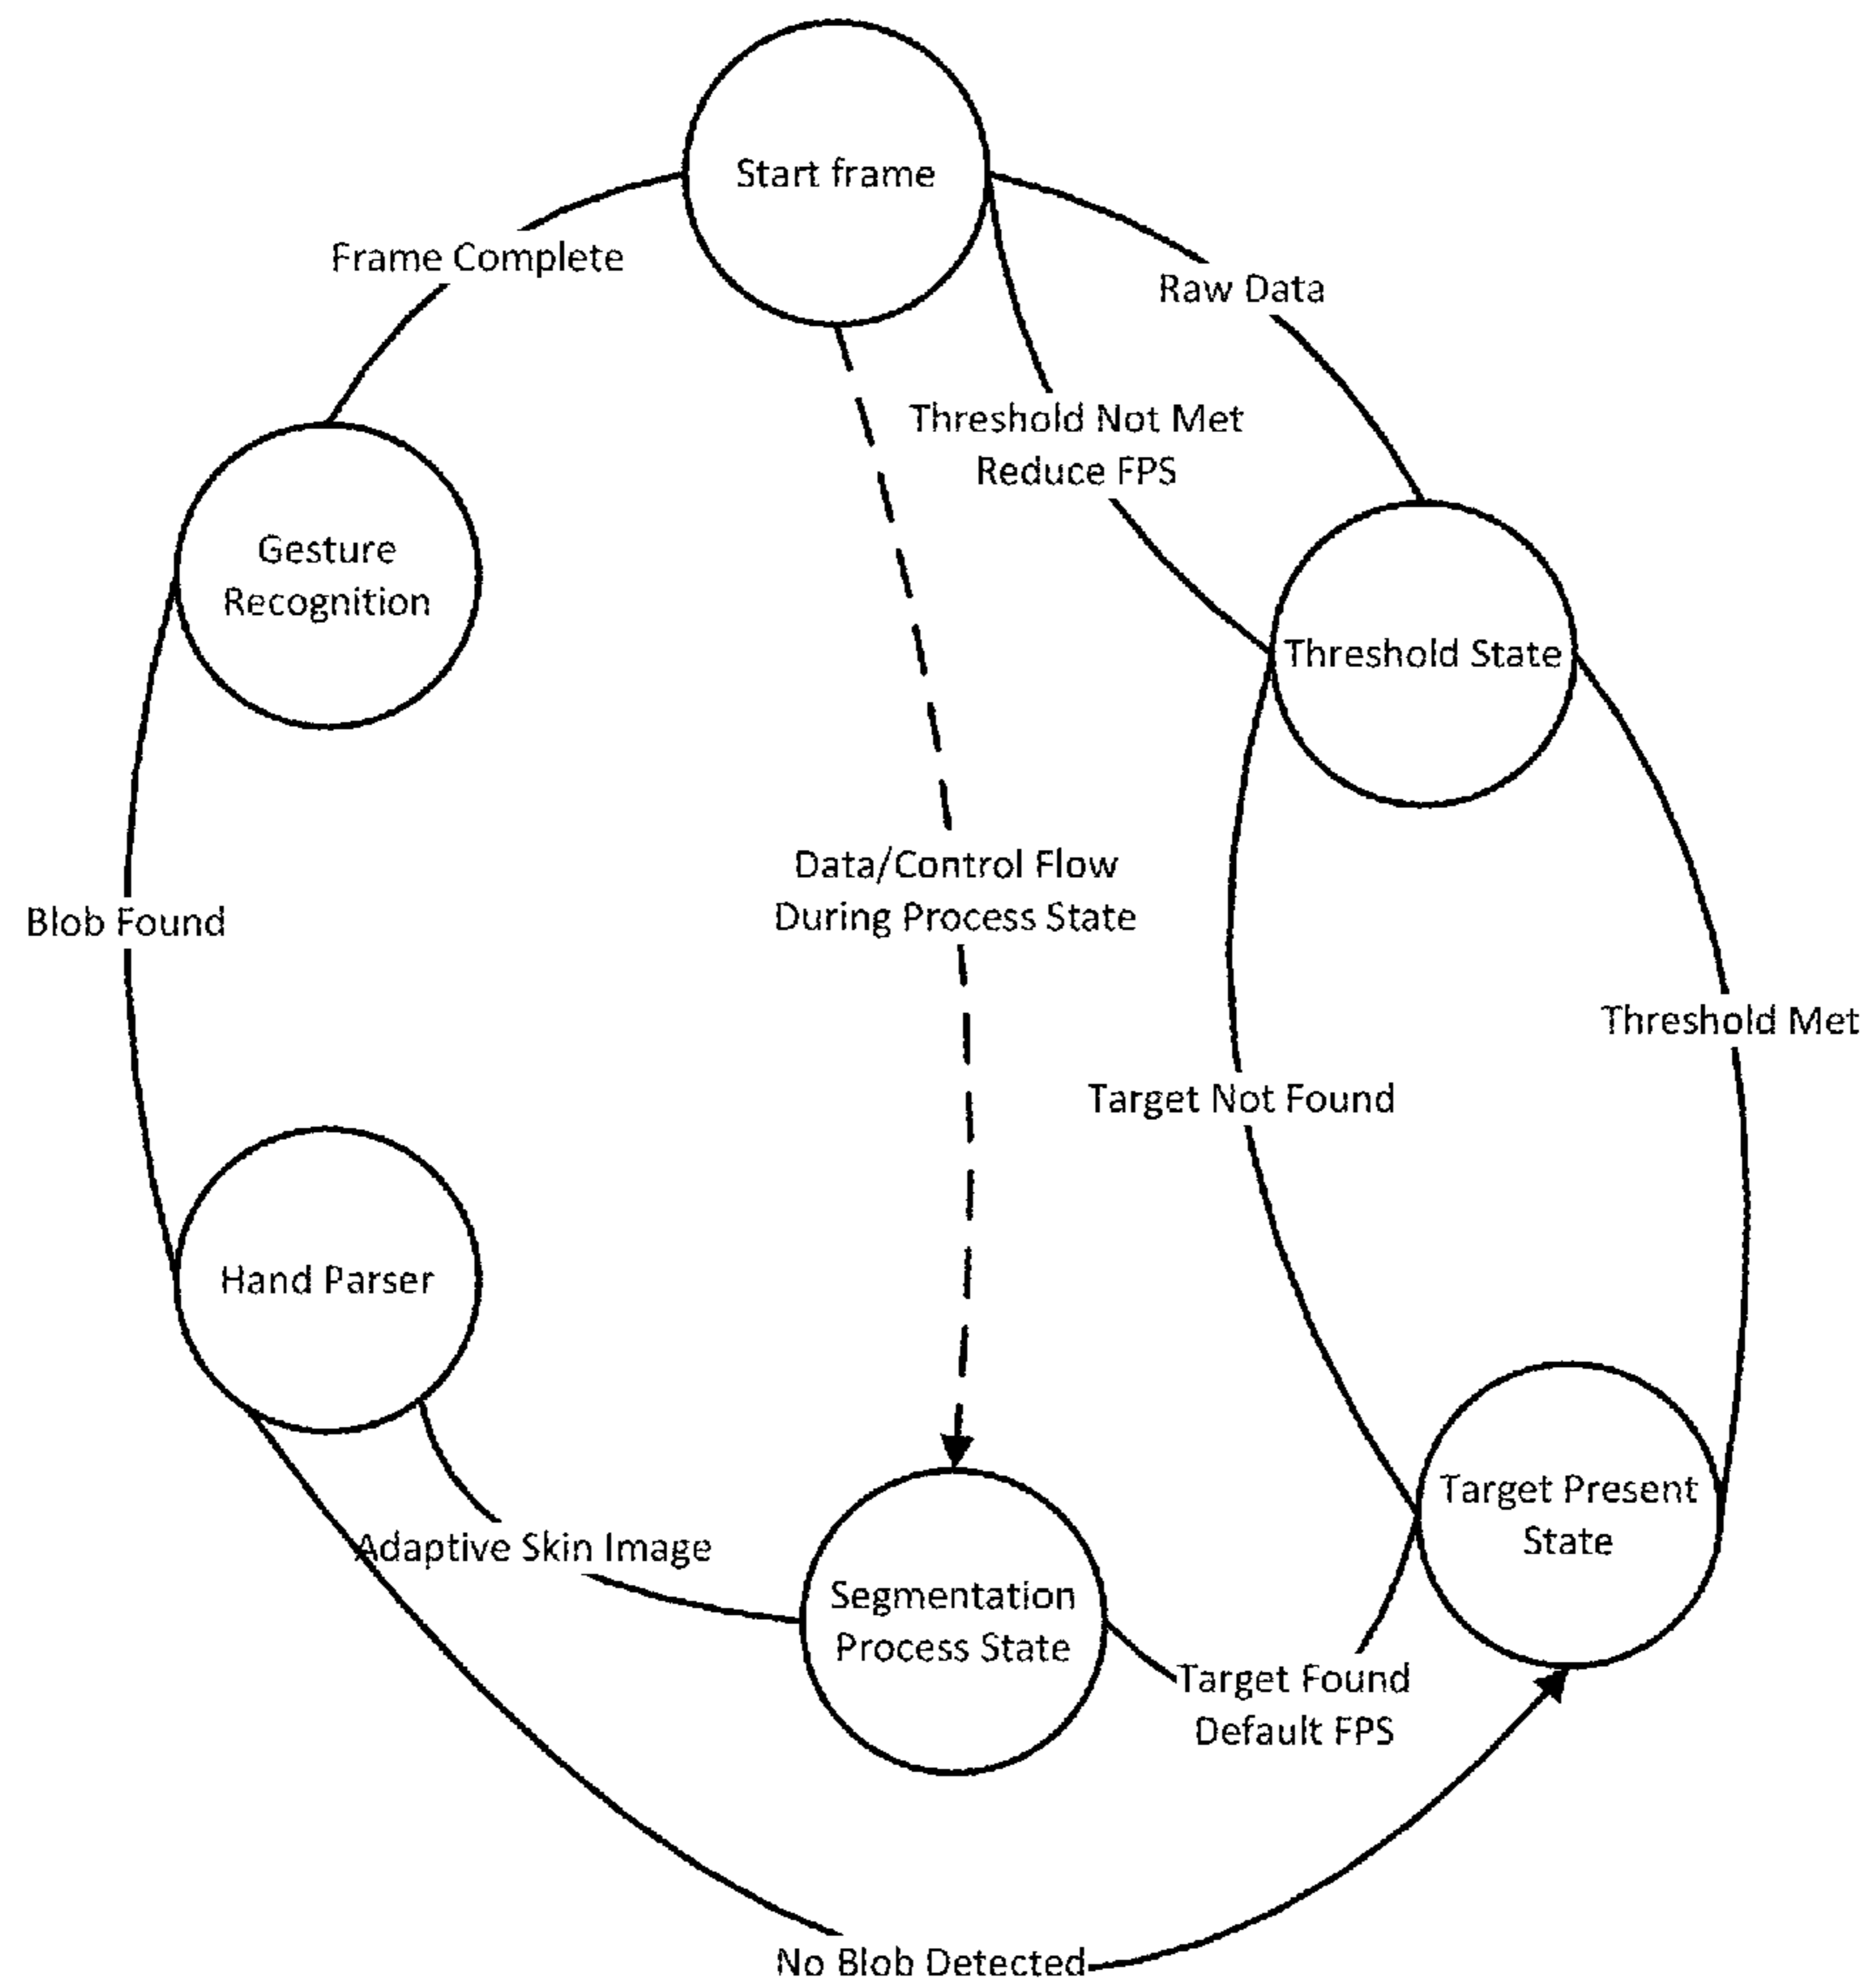 Start frame
Frame Complete
Raw Data
Threshold Not Met
Reduce FPS
Gesture
Recognition
Threshold State
Data/Control Flow
During Process State
Blob Found
Threshold Met
Target Not Found
Hand Parser
Target Present
State
Adaptive Skin Image
Segmentation
Process State
Target Found
Default FPS
No Blob Detected